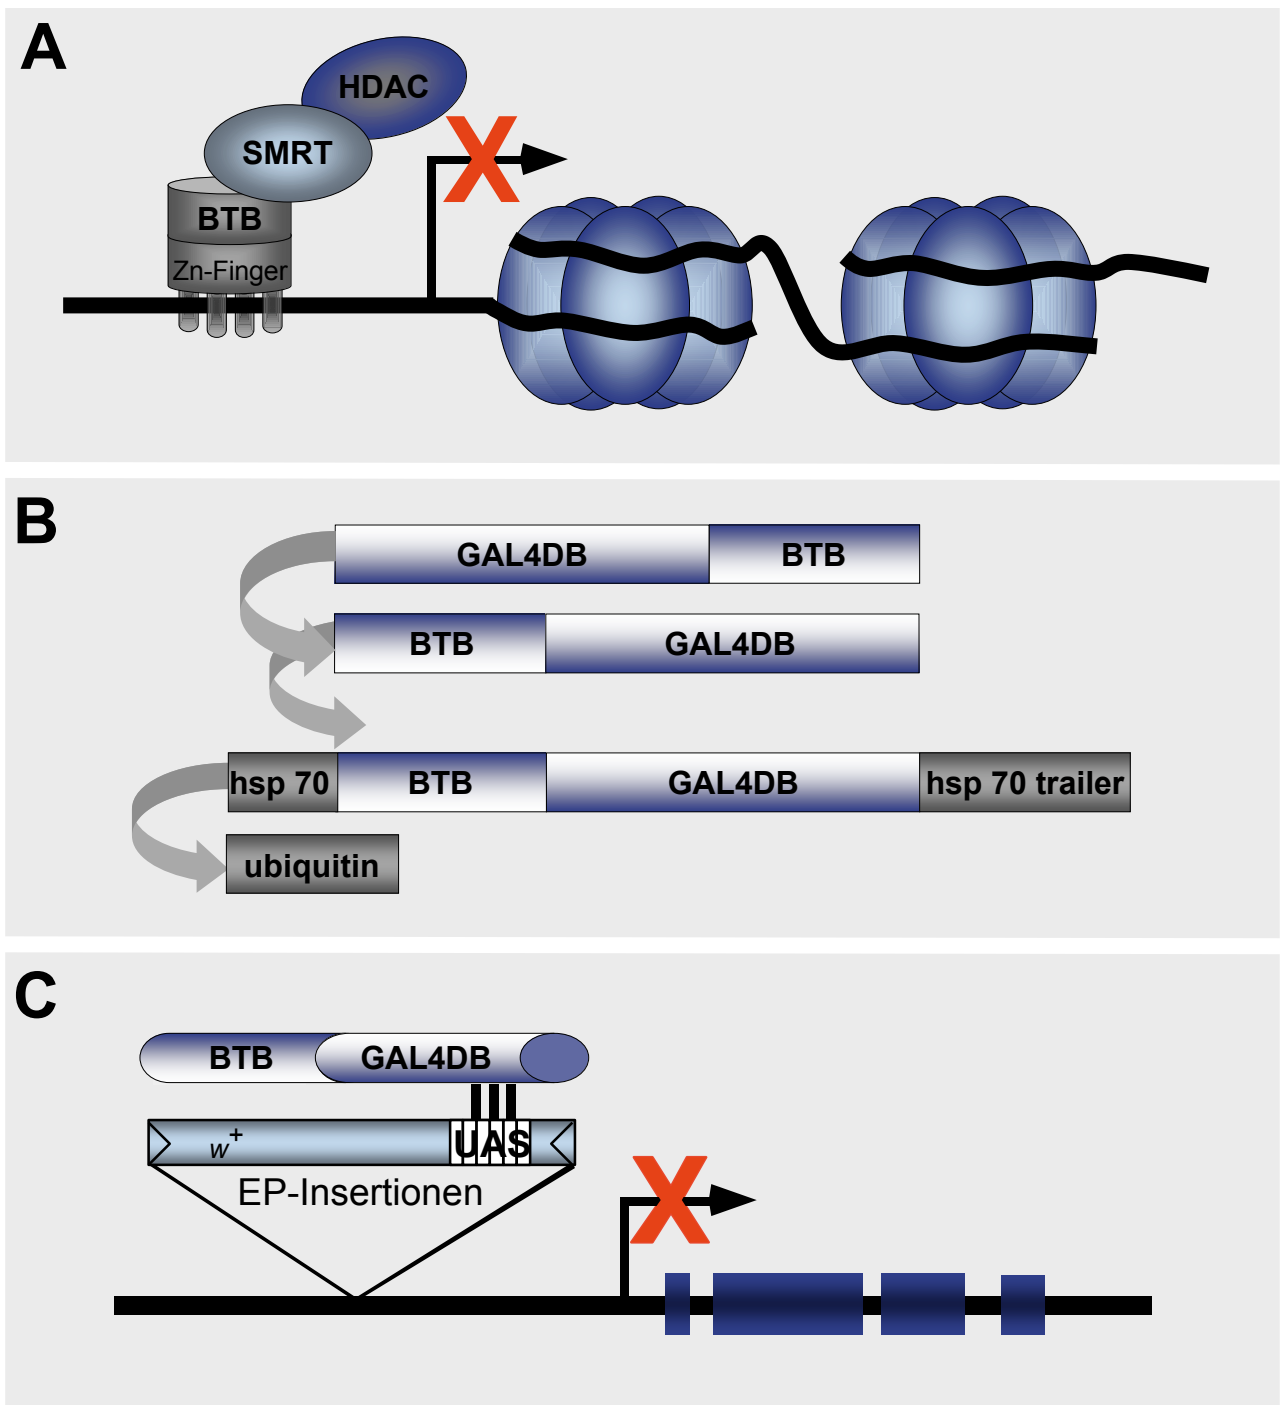 A
HDAC
SMRT
BTB
Zn-Finger
B
GAL4DB BTB
BTB GAL4DB
hsp 70 BTB GAL4DB hsp 70 trailer
ubiquitin
C
BTB GAL4DB
w+ UAS
EP-Insertionen